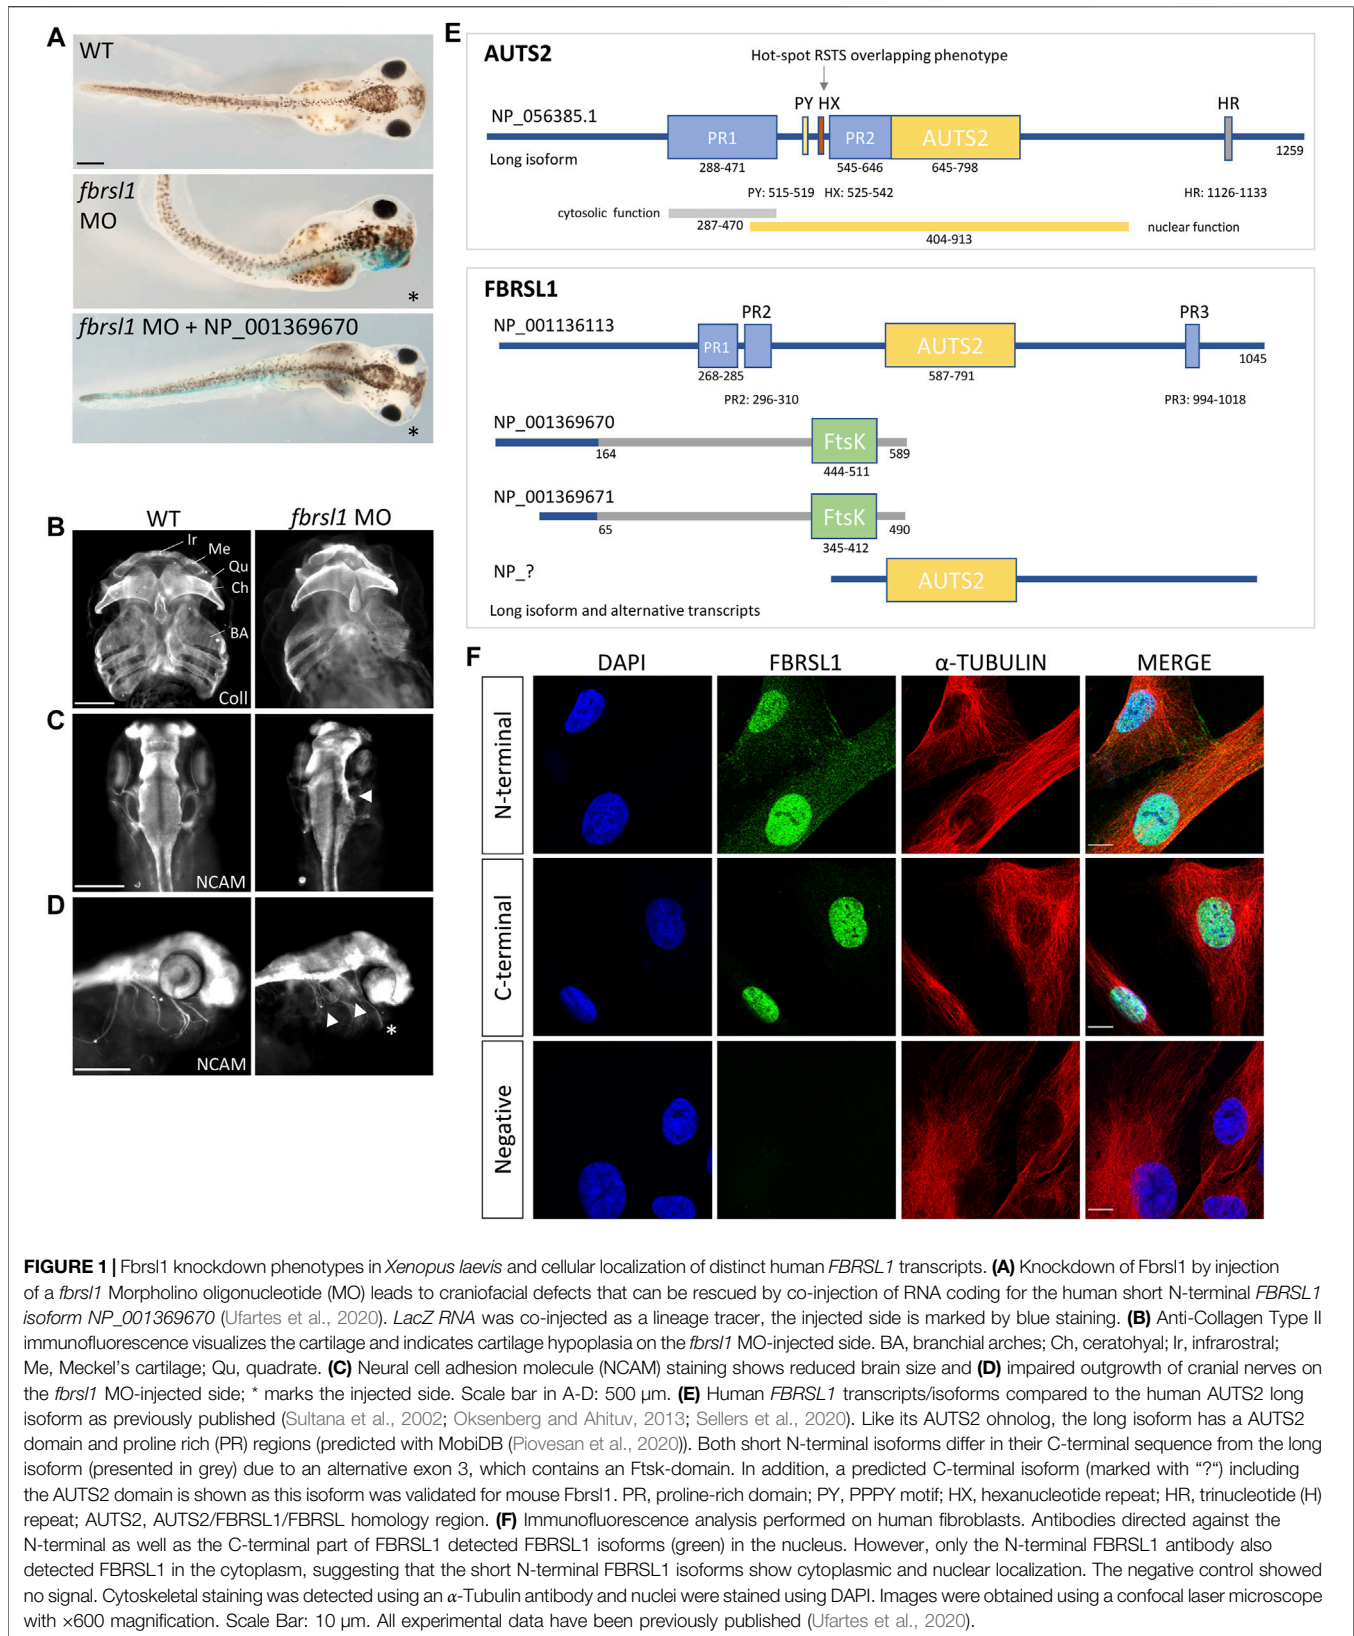 A
WT
fbrsl1
MO
*
fbrsl1 MO + NP_001369670
*
B
WT
fbrsl1 MO
Ir
Me
Qu
Ch
BA
Coll
C
NCAM
D
NCAM
*
E
AUTS2
Hot-spot RSTS overlapping phenotype
NP_056385.1
PY HX
HR
PR1
PR2
AUTS2
1259
Long isoform
288-471
545-646
645-798
PY: 515-519
HX: 525-542
HR: 1126-1133
cytosolic function
287-470
404-913
nuclear function
FBRSL1
NP_001136113
PR2
PR3
PR1
AUTS2
1045
268-285
587-791
PR2: 296-310
PR3: 994-1018
NP_001369670
FtsK
164
589
444-511
NP_001369671
FtsK
65
490
345-412
NP_?
AUTS2
Long isoform and alternative transcripts
F
DAPI
FBRSL1
α-TUBULIN
MERGE
N-terminal
C-terminal
Negative
FIGURE 1 | Fbrsl1 knockdown phenotypes in Xenopus laevis and cellular localization of distinct human FBRSL1 transcripts. (A) Knockdown of Fbrsl1 by injection
of a fbrsl1 Morpholino oligonucleotide (MO) leads to craniofacial defects that can be rescued by co-injection of RNA coding for the human short N-terminal FBRSL1
isoform NP_001369670 (Ufartes et al., 2020). LacZ RNA was co-injected as a lineage tracer, the injected side is marked by blue staining. (B) Anti-Collagen Type II
immunofluorescence visualizes the cartilage and indicates cartilage hypoplasia on the fbrsl1 MO-injected side. BA, branchial arches; Ch, ceratohyal; Ir, infrarostral;
Me, Meckel's cartilage; Qu, quadrate. (C) Neural cell adhesion molecule (NCAM) staining shows reduced brain size and (D) impaired outgrowth of cranial nerves on
the fbrsl1 MO-injected side; * marks the injected side. Scale bar in A-D: 500 μm. (E) Human FBRSL1 transcripts/isoforms compared to the human AUTS2 long
isoform as previously published (Sultana et al., 2002; Oksenberg and Ahituv, 2013; Sellers et al., 2020). Like its AUTS2 ohnolog, the long isoform has a AUTS2
domain and proline rich (PR) regions (predicted with MobiDB (Piovesan et al., 2020)). Both short N-terminal isoforms differ in their C-terminal sequence from the long
isoform (presented in grey) due to an alternative exon 3, which contains an Ftsk-domain. In addition, a predicted C-terminal isoform (marked with "?") including
the AUTS2 domain is shown as this isoform was validated for mouse Fbrsl1. PR, proline-rich domain; PY, PPPY motif; HX, hexanucleotide repeat; HR, trinucleotide (H)
repeat; AUTS2, AUTS2/FBRSL1/FBRSL homology region. (F) Immunofluorescence analysis performed on human fibroblasts. Antibodies directed against the
N-terminal as well as the C-terminal part of FBRSL1 detected FBRSL1 isoforms (green) in the nucleus. However, only the N-terminal FBRSL1 antibody also
detected FBRSL1 in the cytoplasm, suggesting that the short N-terminal FBRSL1 isoforms show cytoplasmic and nuclear localization. The negative control showed
no signal. Cytoskeletal staining was detected using an α-Tubulin antibody and nuclei were stained using DAPI. Images were obtained using a confocal laser microscope
with ×600 magnification. Scale Bar: 10 μm. All experimental data have been previously published (Ufartes et al., 2020).